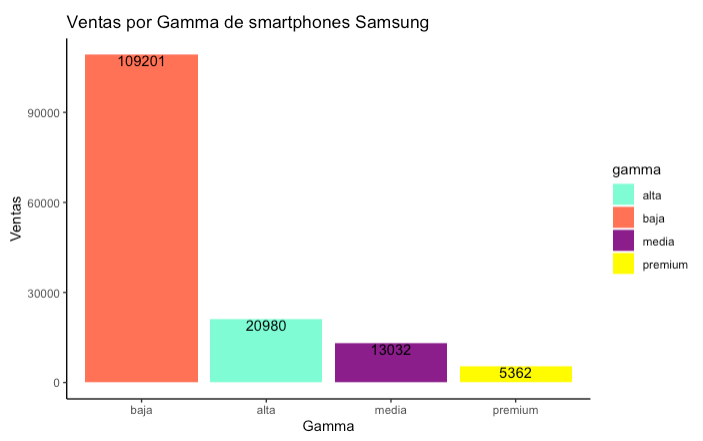 Ventas por Gamma de smartphones Samsung
109201
90000
Ventas
60000
30000
0
20980
13032
5362
baja
alta
media
premium
Gamma
gamma
alta
baja
media
premium